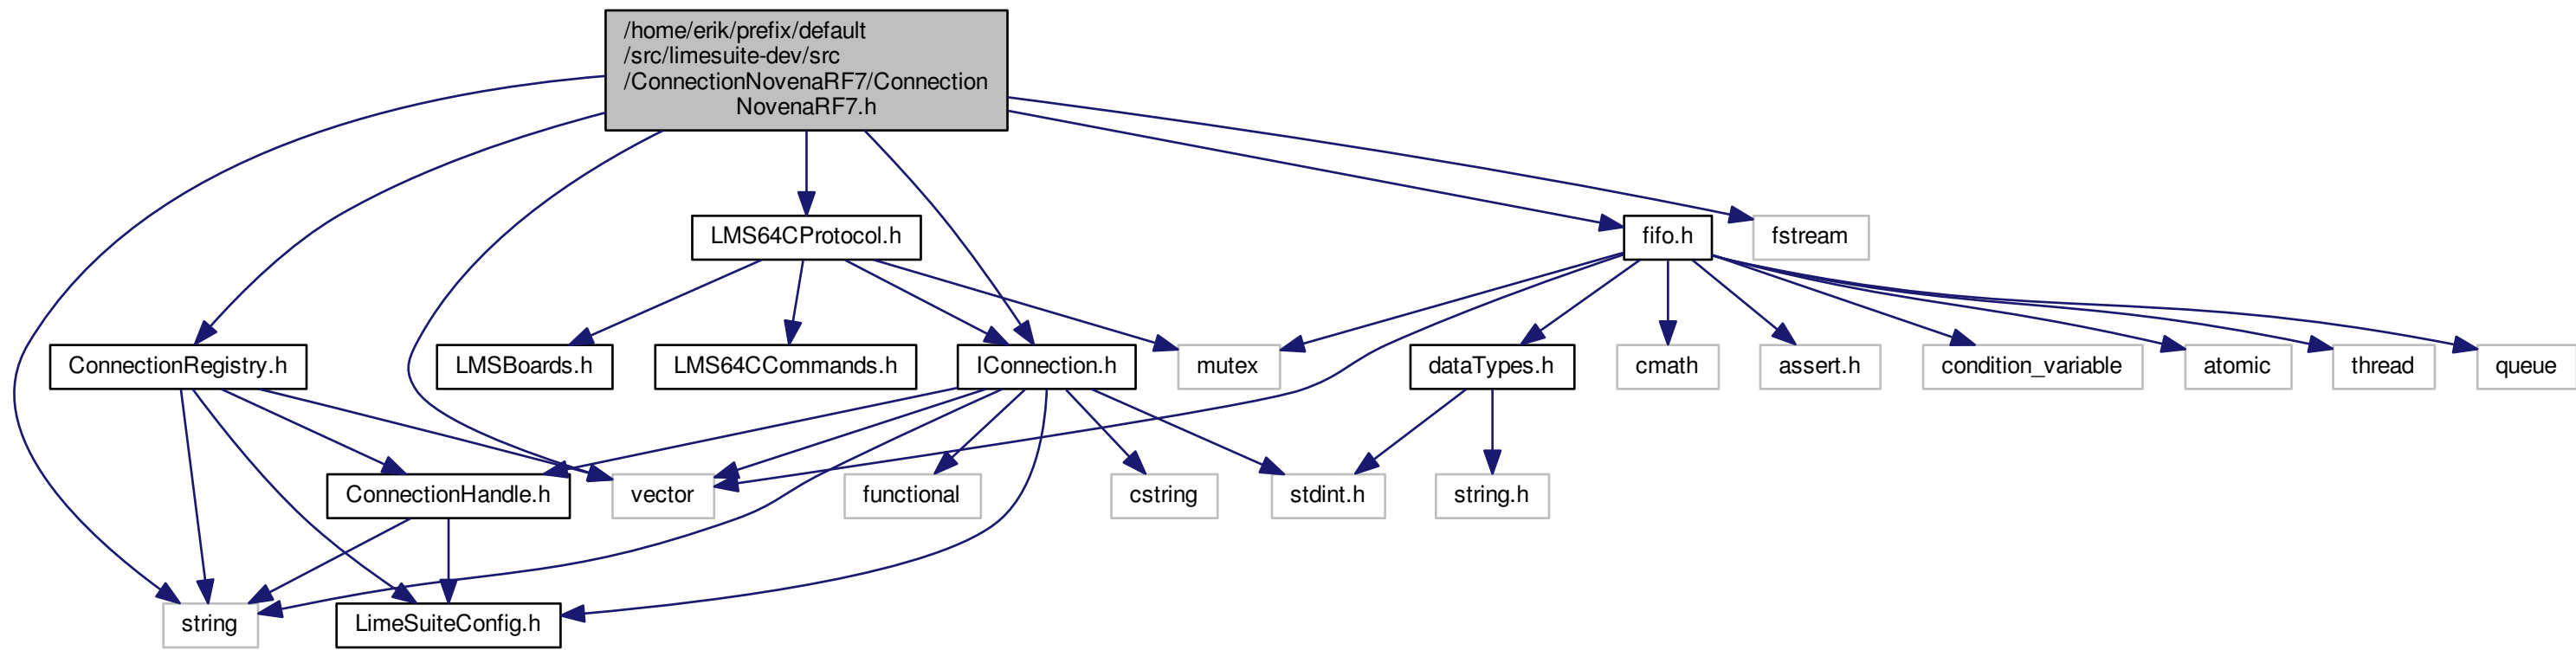 /home/erik/prefix/default
/src/limesuite-dev/src
/ConnectionNovenaRF7/Connection
NovenaRF7.h
LMS64CProtocol.h
fifo.h
fstream
ConnectionRegistry.h
LMSBoards.h
LMS64CCommands.h
IConnection.h
mutex
dataTypes.h
cmath
assert.h
condition_variable
atomic
thread
queue
ConnectionHandle.h
vector
functional
cstring
stdint.h
string.h
string
LimeSuiteConfig.h